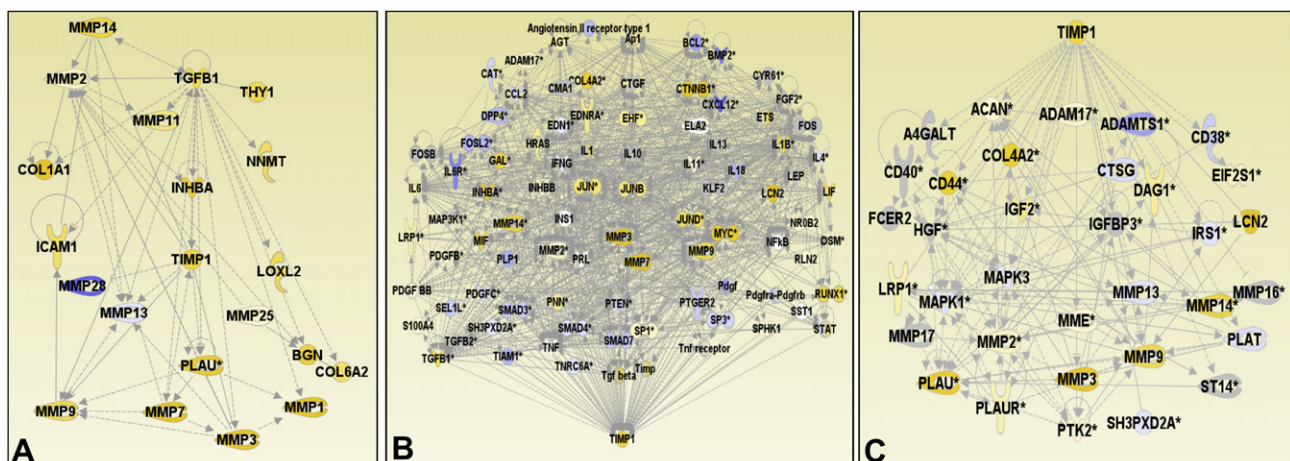 MMP14
MMP2
TGFB1
THY1
MMP11
NNMT
COL1A1
INHBA
ICAM1
TIMP1
LOXL2
MMP28
MMP13
MMP25
BGN
PLAU*
COL6A2
MMP9
MMP7
MMP1
MMP3
A
Angiotensin II receptor type 1
AGT
Ap1
BCL2*
BMP2*
ADAM17*
CAT*
COL4A2*
CTGF
CYR61*
CCL2
CMA1
CTNNB1*
FGF2*
CXCL12*
DPP4*
EDN1*
EDNRA*
EHF*
ELA2
ETS
FOS
FOSL2*
HRAS
IL13
IL1B*
FOSB
GAL*
IL1
IL10
IL4*
IL6R*
IFNG
IL11*
IL18
LEP
IL6
INHBA*
INHBB
JUN*
JUNB
KLF2
LCN2
LIF
MAP3K1*
MMP14*
INS1
JUND*
NR0B2
LRP1*
MIF
MMP3
MYC*
OSM*
MMP2*
MMP9
NFkB
PDGFB*
PLP1
PRL
MMP7
RLN2
PDGF BB
PDGFC*
Pdgf
Pdgfra-Pdgfrb
RUNX1*
SEL1L*
PNN*
PTEN*
PTGER2
SMAD3*
SST1
S100A4
SH3PXD2A*
SMAD4*
SP1*
SP3*
SPHK1
STAT
TGFB2*
TNF
SMAD7
Tnf receptor
TGFB1*
TIAM1*
TNRC6A*
Timp
Tgf beta
TIMP1
B
TIMP1
ACAN*
ADAM17*
ADAMTS1*
A4GALT
CD38*
COL4A2*
CTSG
CD40*
CD44*
DAG1*
EIF2S1*
IGF2*
FCER2
HGF*
IGFBP3*
LCN2
IRS1*
LRP1*
MAPK3
MAPK1*
MMP13
MMP16*
MMP14*
MME*
MMP17
MMP2*
PLAT
MMP9
PLAU*
MMP3
ST14*
PLAUR*
PTK2*
SH3PXD2A*
C